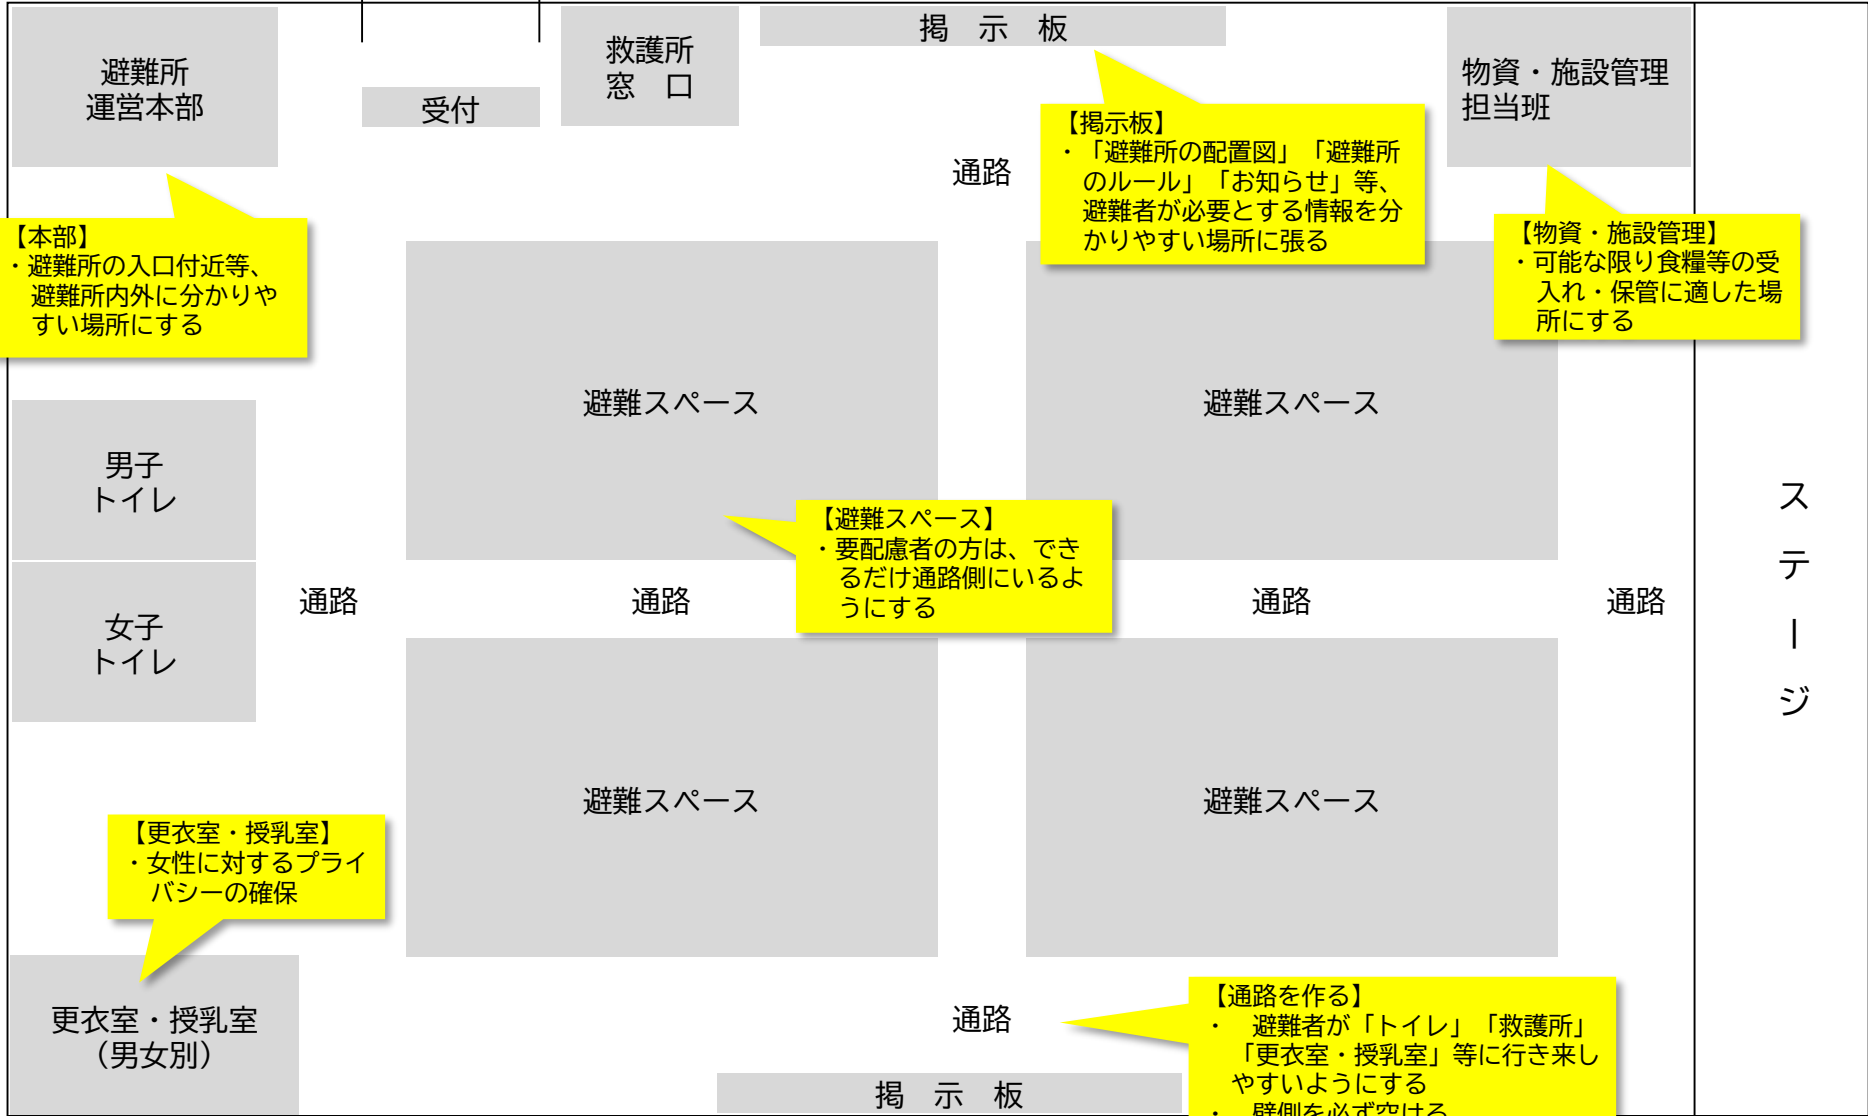 避難所
運営本部
受付
救護所
窓　口
掲　示　板
物資・施設管理
担当班
【掲示板】
・「避難所の配置図」「避難所
のルール」「お知らせ」等、
避難者が必要とする情報を分
かりやすい場所に張る
通路
【本部】
・避難所の入口付近等、
避難所内外に分かりや
すい場所にする
【物資・施設管理】
・可能な限り食糧等の受
入れ・保管に適した場
所にする
避難スペース
避難スペース
男子
トイレ
【避難スペース】
・要配慮者の方は、でき
るだけ通路側にいるよ
うにする
女子
トイレ
通路
通路
通路
通路
ステージ
避難スペース
避難スペース
【更衣室・授乳室】
・女性に対するプライ
バシーの確保
更衣室・授乳室
（男女別）
通路
【通路を作る】
・　避難者が「トイレ」「救護所」
「更衣室・授乳室」等に行き来し
やすいようにする
・　壁側を必ず空ける
掲　示　板